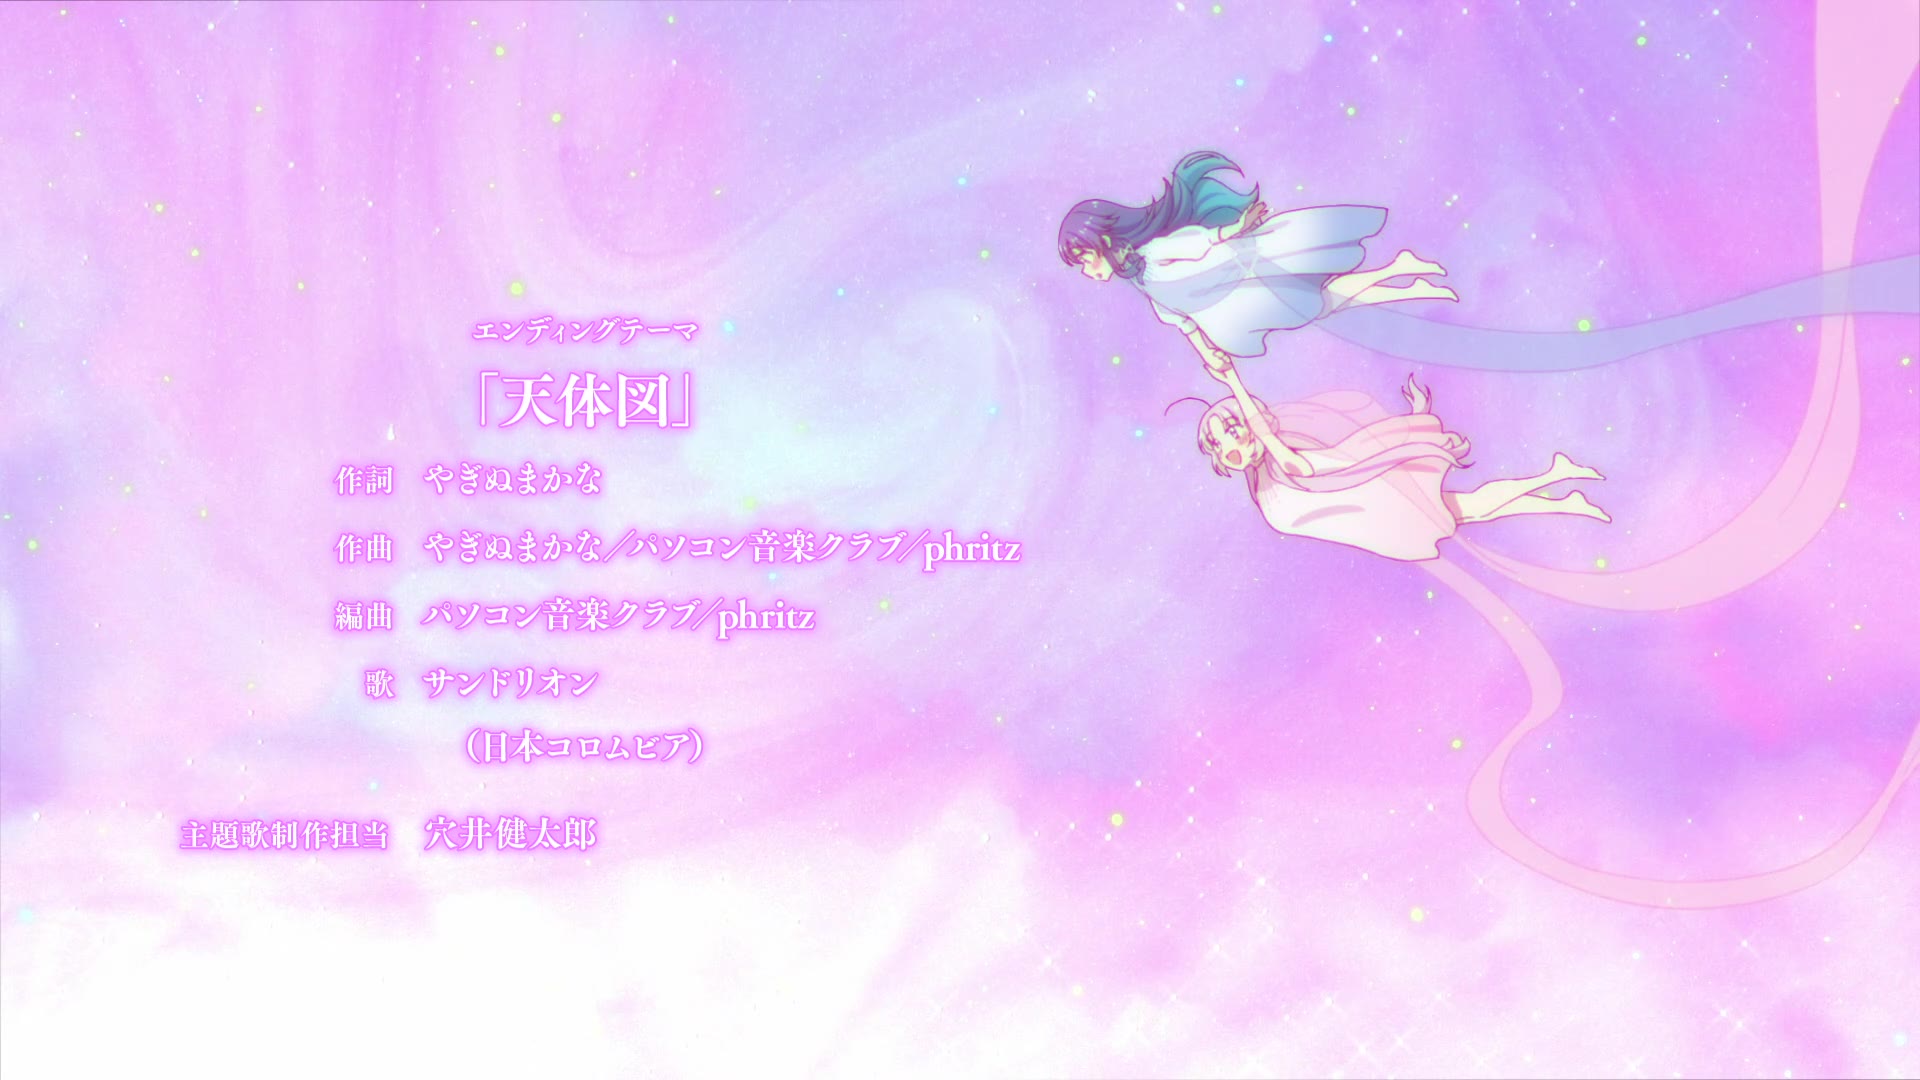 エンディングテーマ
「天体図」
作詞 やぎぬまかな
作曲 やぎぬまかな／パソコン音楽クラブ／phritz
編曲 パソコン音楽クラブ／phritz
歌 サンドリオン
（日本コロムビア）
主題歌制作担当 穴井健太郎